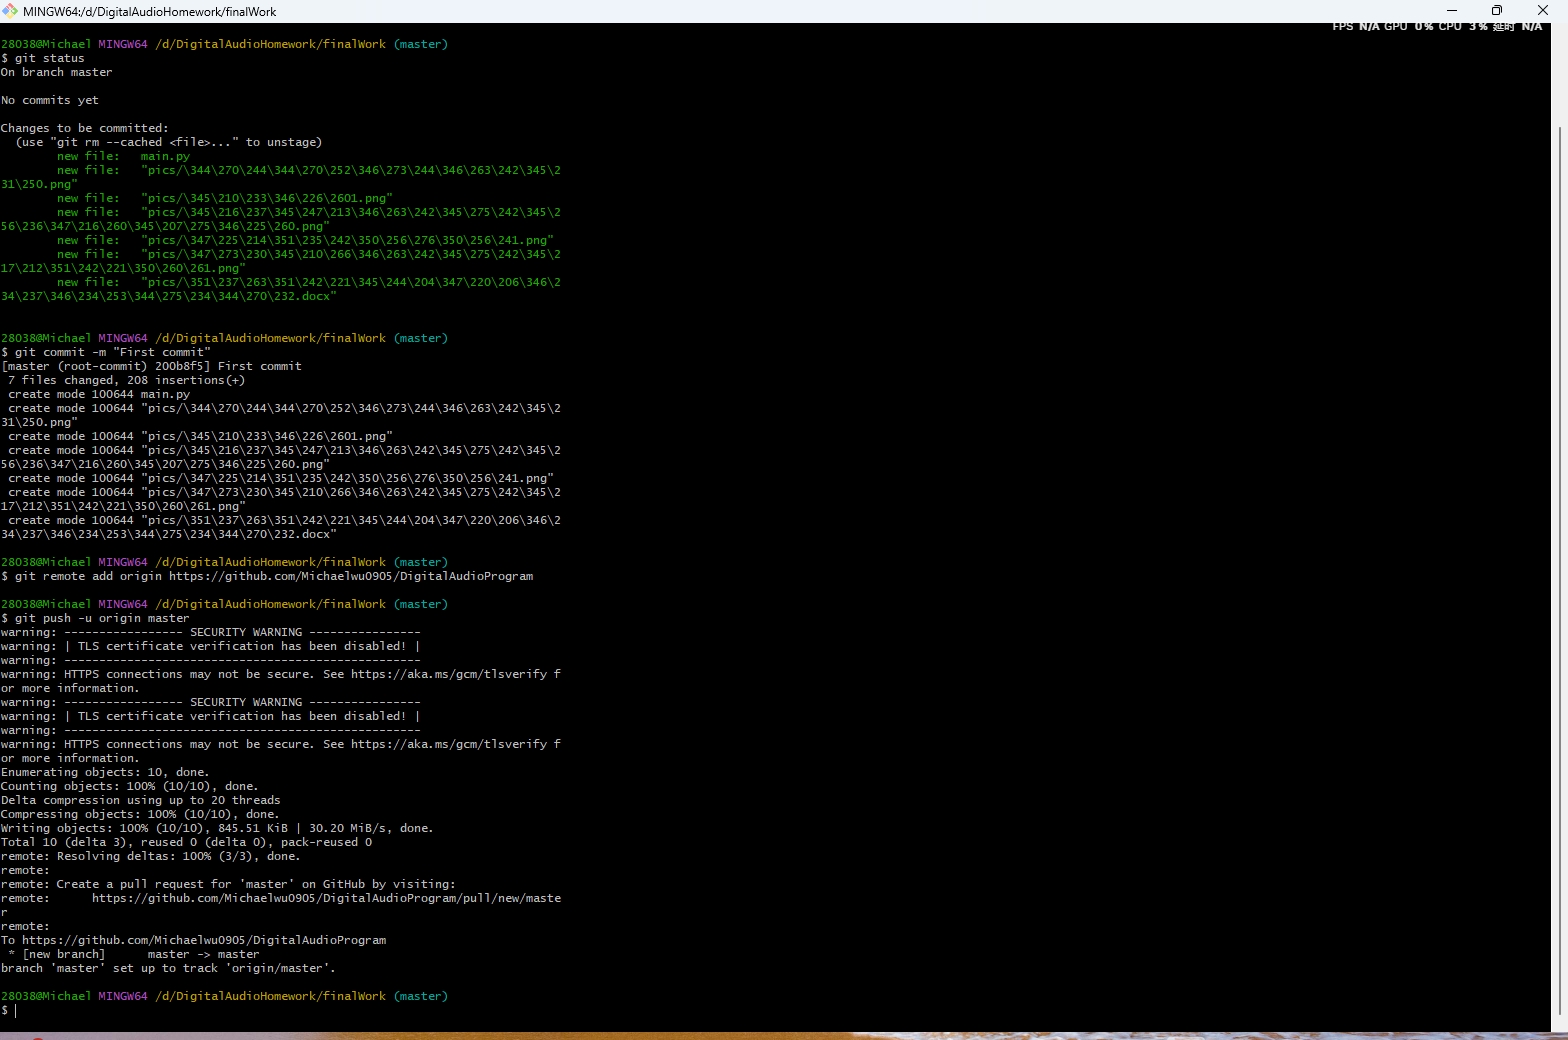 MINGW64:/d/DigitalAudioHomework/finalWork
FPS N/A GPU 0% CPU 3% 延时 N/A
28038@Michael MINGW64 /d/DigitalAudioHomework/finalWork (master)
$ git status
On branch master
No commits yet
Changes to be committed:
(use "git rm --cached <file>..." to unstage)
new file: main.py
new file: "pics/\344\270\244\344\270\252\346\273\244\346\263\242\345\2
31\250.png"
new file: "pics/\345\210\233\346\226\2601.png"
new file: "pics/\345\216\237\345\247\213\346\263\242\345\275\242\345\2
56\236\347\216\260\345\207\275\346\225\260.png"
new file: "pics/\347\225\214\351\235\242\350\256\276\350\256\241.png"
new file: "pics/\347\273\230\345\210\266\346\263\242\345\275\242\345\2
17\212\351\242\221\350\260\261.png"
new file: "pics/\351\237\263\351\242\221\345\244\204\347\220\206\346\2
34\237\346\234\253\344\275\234\344\270\232.docx"
28038@Michael MINGW64 /d/DigitalAudioHomework/finalWork (master)
$ git commit -m "First commit"
[master (root-commit) 200b8f5] First commit
7 files changed, 208 insertions(+)
create mode 100644 main.py
create mode 100644 "pics/\344\270\244\344\270\252\346\273\244\346\263\242\345\2
31\250.png"
create mode 100644 "pics/\345\210\233\346\226\2601.png"
create mode 100644 "pics/\345\216\237\345\247\213\346\263\242\345\275\242\345\2
56\236\347\216\260\345\207\275\346\225\260.png"
create mode 100644 "pics/\347\225\214\351\235\242\350\256\276\350\256\241.png"
create mode 100644 "pics/\347\273\230\345\210\266\346\263\242\345\275\242\345\2
17\212\351\242\221\350\260\261.png"
create mode 100644 "pics/\351\237\263\351\242\221\345\244\204\347\220\206\346\2
34\237\346\234\253\344\275\234\344\270\232.docx"
28038@Michael MINGW64 /d/DigitalAudioHomework/finalWork (master)
$ git remote add origin https://github.com/Michaelwu0905/DigitalAudioProgram
28038@Michael MINGW64 /d/DigitalAudioHomework/finalWork (master)
$ git push -u origin master
warning: ----------------- SECURITY WARNING ----------------
warning: | TLS certificate verification has been disabled! |
warning: ---------------------------------------------------
warning: HTTPS connections may not be secure. See https://aka.ms/gcm/tlsverify f
or more information.
warning: ----------------- SECURITY WARNING ----------------
warning: | TLS certificate verification has been disabled! |
warning: ---------------------------------------------------
warning: HTTPS connections may not be secure. See https://aka.ms/gcm/tlsverify f
or more information.
Enumerating objects: 10, done.
Counting objects: 100% (10/10), done.
Delta compression using up to 20 threads
Compressing objects: 100% (10/10), done.
Writing objects: 100% (10/10), 845.51 KiB | 30.20 MiB/s, done.
Total 10 (delta 3), reused 0 (delta 0), pack-reused 0
remote: Resolving deltas: 100% (3/3), done.
remote:
remote: Create a pull request for 'master' on GitHub by visiting:
remote: https://github.com/Michaelwu0905/DigitalAudioProgram/pull/new/maste
r
remote:
To https://github.com/Michaelwu0905/DigitalAudioProgram
* [new branch] master -> master
branch 'master' set up to track 'origin/master'.
28038@Michael MINGW64 /d/DigitalAudioHomework/finalWork (master)
$